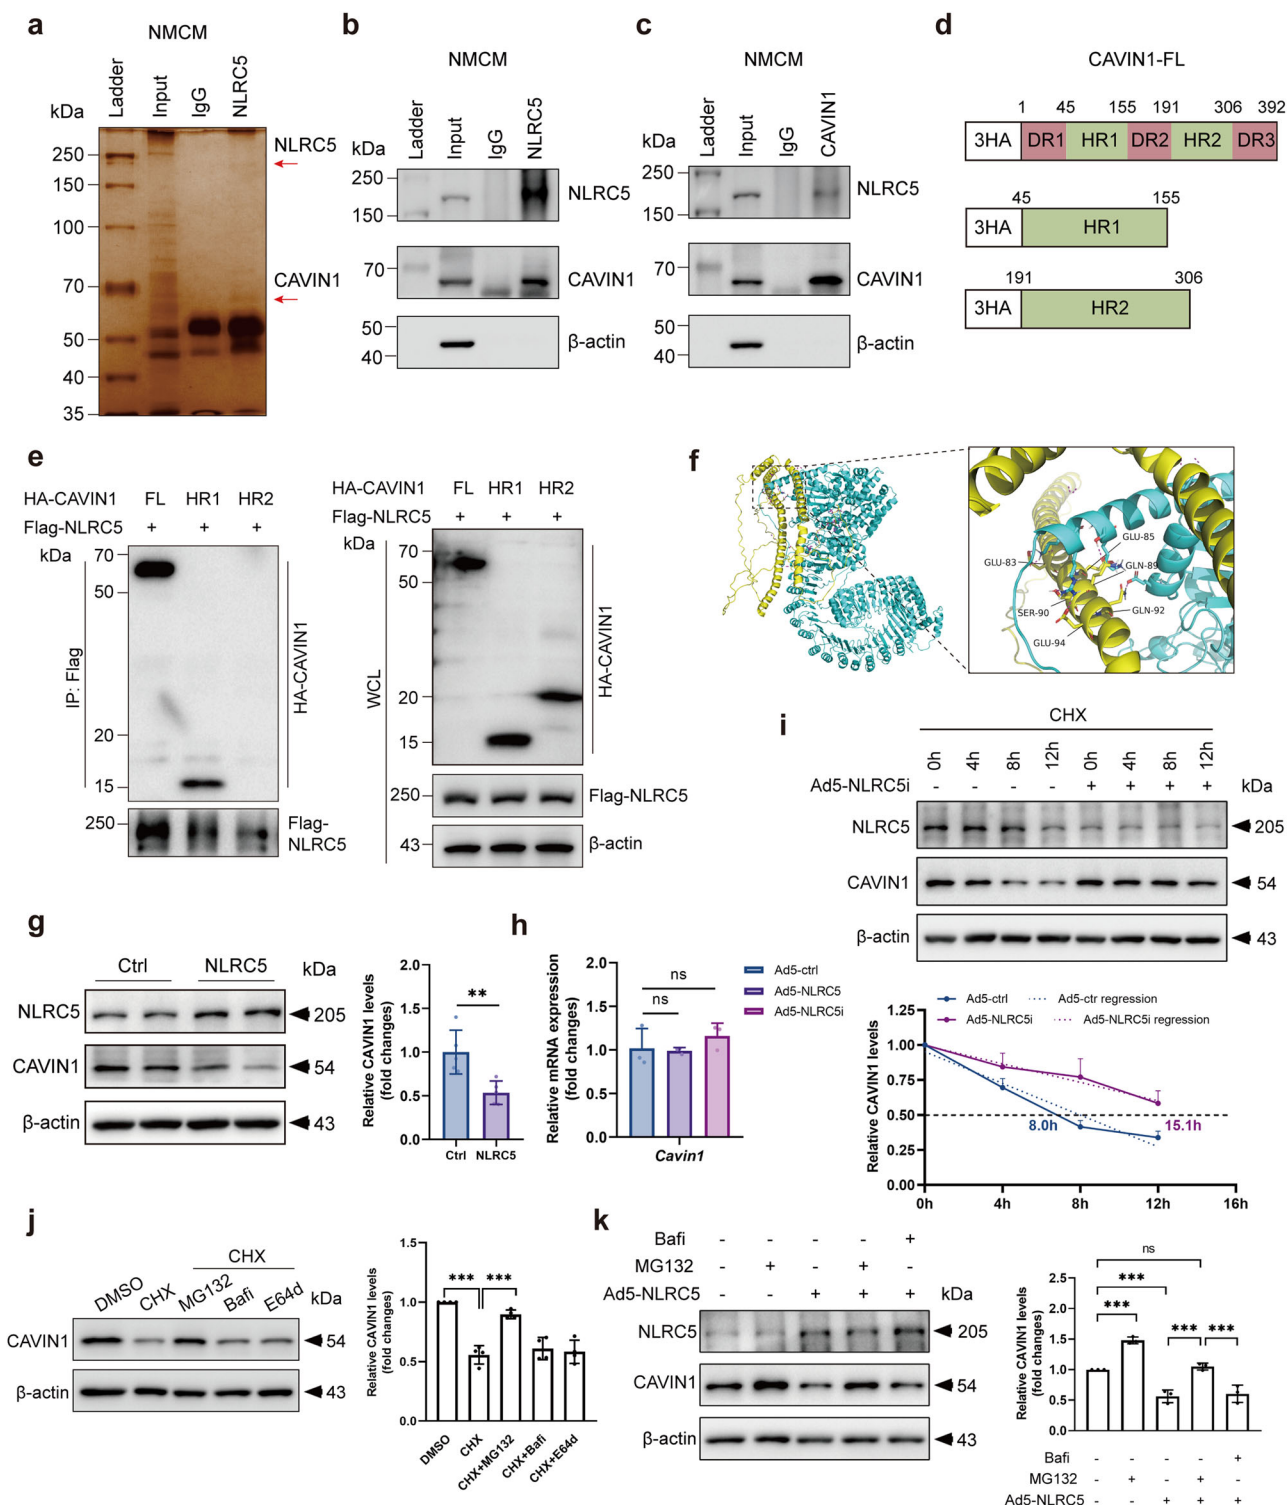 a
NMCM
kDa
Ladder
Input
IgG
NLRC5
250
150
100
70
50
40
35
NLRC5
CAVIN1
b
NMCM
kDa
Ladder
Input
IgG
NLRC5
250
150
NLRC5
70
CAVIN1
50
40
β-actin
c
NMCM
kDa
Ladder
Input
IgG
CAVIN1
250
150
NLRC5
70
CAVIN1
50
40
β-actin
d
CAVIN1-FL
1 45 155 191 306 392
3HA DR1 HR1 DR2 HR2 DR3
45 155
3HA HR1
191 306
3HA HR2
e
HA-CAVIN1 FL HR1 HR2
Flag-NLRC5 + + +
kDa
70
50
20
15
IP: Flag
HA-CAVIN1
250
Flag-
NLRC5
HA-CAVIN1 FL HR1 HR2
Flag-NLRC5 + + +
kDa
70
50
20
15
WCL
HA-CAVIN1
250
Flag-NLRC5
43
β-actin
f
GLU-85
GLU-83
GLN-89
SER-90
GLN-92
GLU-94
g
Ctrl NLRC5 kDa
NLRC5 205
CAVIN1 54
β-actin 43
Relative CAVIN1 levels
(fold changes)
2.0
1.5
1.0
0.5
0.0
**
Ctrl NLRC5
h
Relative mRNA expression
(fold changes)
2.0
1.5
1.0
0.5
0.0
ns
ns
Cavin1
Ad5-ctrl
Ad5-NLRC5
Ad5-NLRC5i
i
CHX
0h 4h 8h 12h 0h 4h 8h 12h
Ad5-NLRC5i - - - - + + + + kDa
NLRC5 205
CAVIN1 54
β-actin 43
Ad5-ctrl Ad5-ctr regression
Ad5-NLRC5i Ad5-NLRC5i regression
Relative CAVIN1 levels
1.25
1.00
0.75
0.50
0.25
0.00
8.0h
15.1h
0h 4h 8h 12h 16h
j
CHX
DMSO CHX MG132 Bafi E64d kDa
CAVIN1 54
β-actin 43
Relative CAVIN1 levels
(fold changes)
1.5
1.0
0.5
0.0
*** ***
DMSO CHX CHX+MG132 CHX+Bafi CHX+E64d
k
Bafi - - - - +
MG132 - + - + -
Ad5-NLRC5 - - + + + kDa
NLRC5 205
CAVIN1 54
β-actin 43
Relative CAVIN1 levels
(fold changes)
2.5
2.0
1.5
1.0
0.5
0.0
ns
***
***
*** ***
Bafi - - - - +
MG132 - + - + -
Ad5-NLRC5 - - + + +